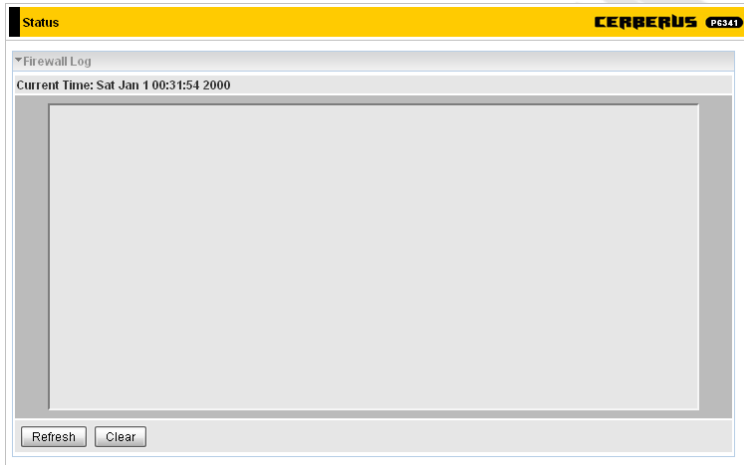 Status CERBERUS P6341
Firewall Log
Current Time: Sat Jan 1 00:31:54 2000
Refresh Clear